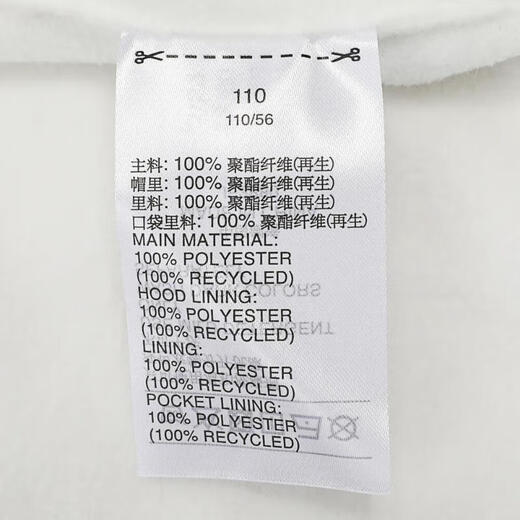 110
110/56
主料: 100% 聚酯纤维(再生)
帽里: 100% 聚酯纤维(再生)
里料: 100% 聚酯纤维(再生)
口袋里料: 100% 聚酯纤维(再生)
MAIN MATERIAL:
100% POLYESTER
(100% RECYCLED)
HOOD LINING:
100% POLYESTER
(100% RECYCLED)
LINING:
100% POLYESTER
(100% RECYCLED)
POCKET LINING:
100% POLYESTER
(100% RECYCLED)